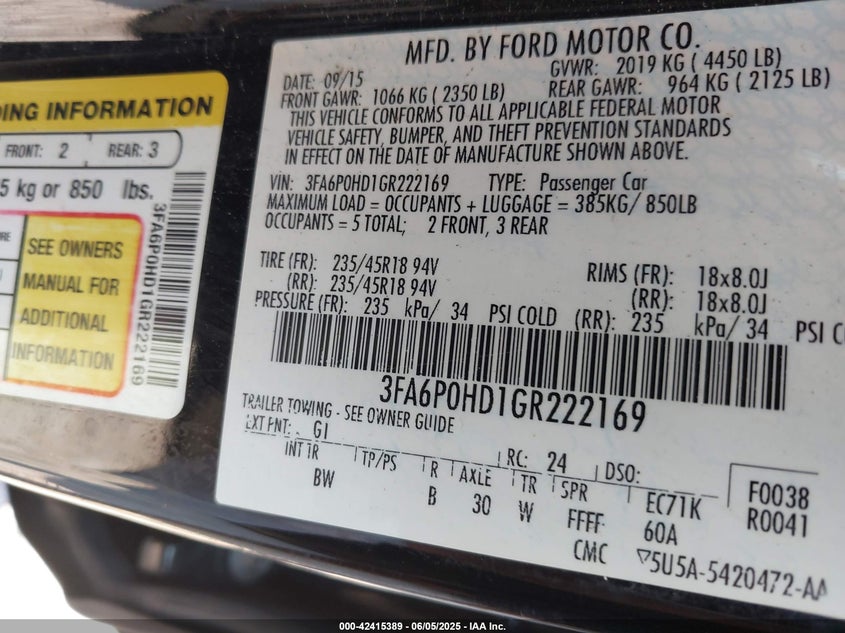 DING INFORMATION
FRONT: 2 REAR: 3
5 kg or 850 lbs.
SEE OWNERS
MANUAL FOR
ADDITIONAL
INFORMATION
3FA6P0HD1GR222169
MFD. BY FORD MOTOR CO.
DATE: 09/15 GVWR: 2019 KG ( 4450 LB)
FRONT GAWR: 1066 KG ( 2350 LB) REAR GAWR: 964 KG ( 2125 LB)
THIS VEHICLE CONFORMS TO ALL APPLICABLE FEDERAL MOTOR
VEHICLE SAFETY, BUMPER, AND THEFT PREVENTION STANDARDS
IN EFFECT ON THE DATE OF MANUFACTURE SHOWN ABOVE.
VIN: 3FA6P0HD1GR222169 TYPE: Passenger Car
MAXIMUM LOAD = OCCUPANTS + LUGGAGE = 385KG/ 850LB
OCCUPANTS = 5 TOTAL; 2 FRONT, 3 REAR
TIRE (FR): 235/45R18 94V RIMS (FR): 18x8.0J
(RR): 235/45R18 94V (RR): 18x8.0J
PRESSURE (FR): 235 kPa/ 34 PSI COLD (RR): 235 kPa/ 34 PSI CO
3FA6P0HD1GR222169
TRAILER TOWING - SEE OWNER GUIDE
EXT PNT: G1 RC: 24 DSO:
INT TR TP/PS R AXLE TR SPR EC71K F0038
BW B 30 W FFFF 60A R0041
CMC 5U5A-5420472-AA
000-42415389 - 06/05/2025 - IAA Inc.